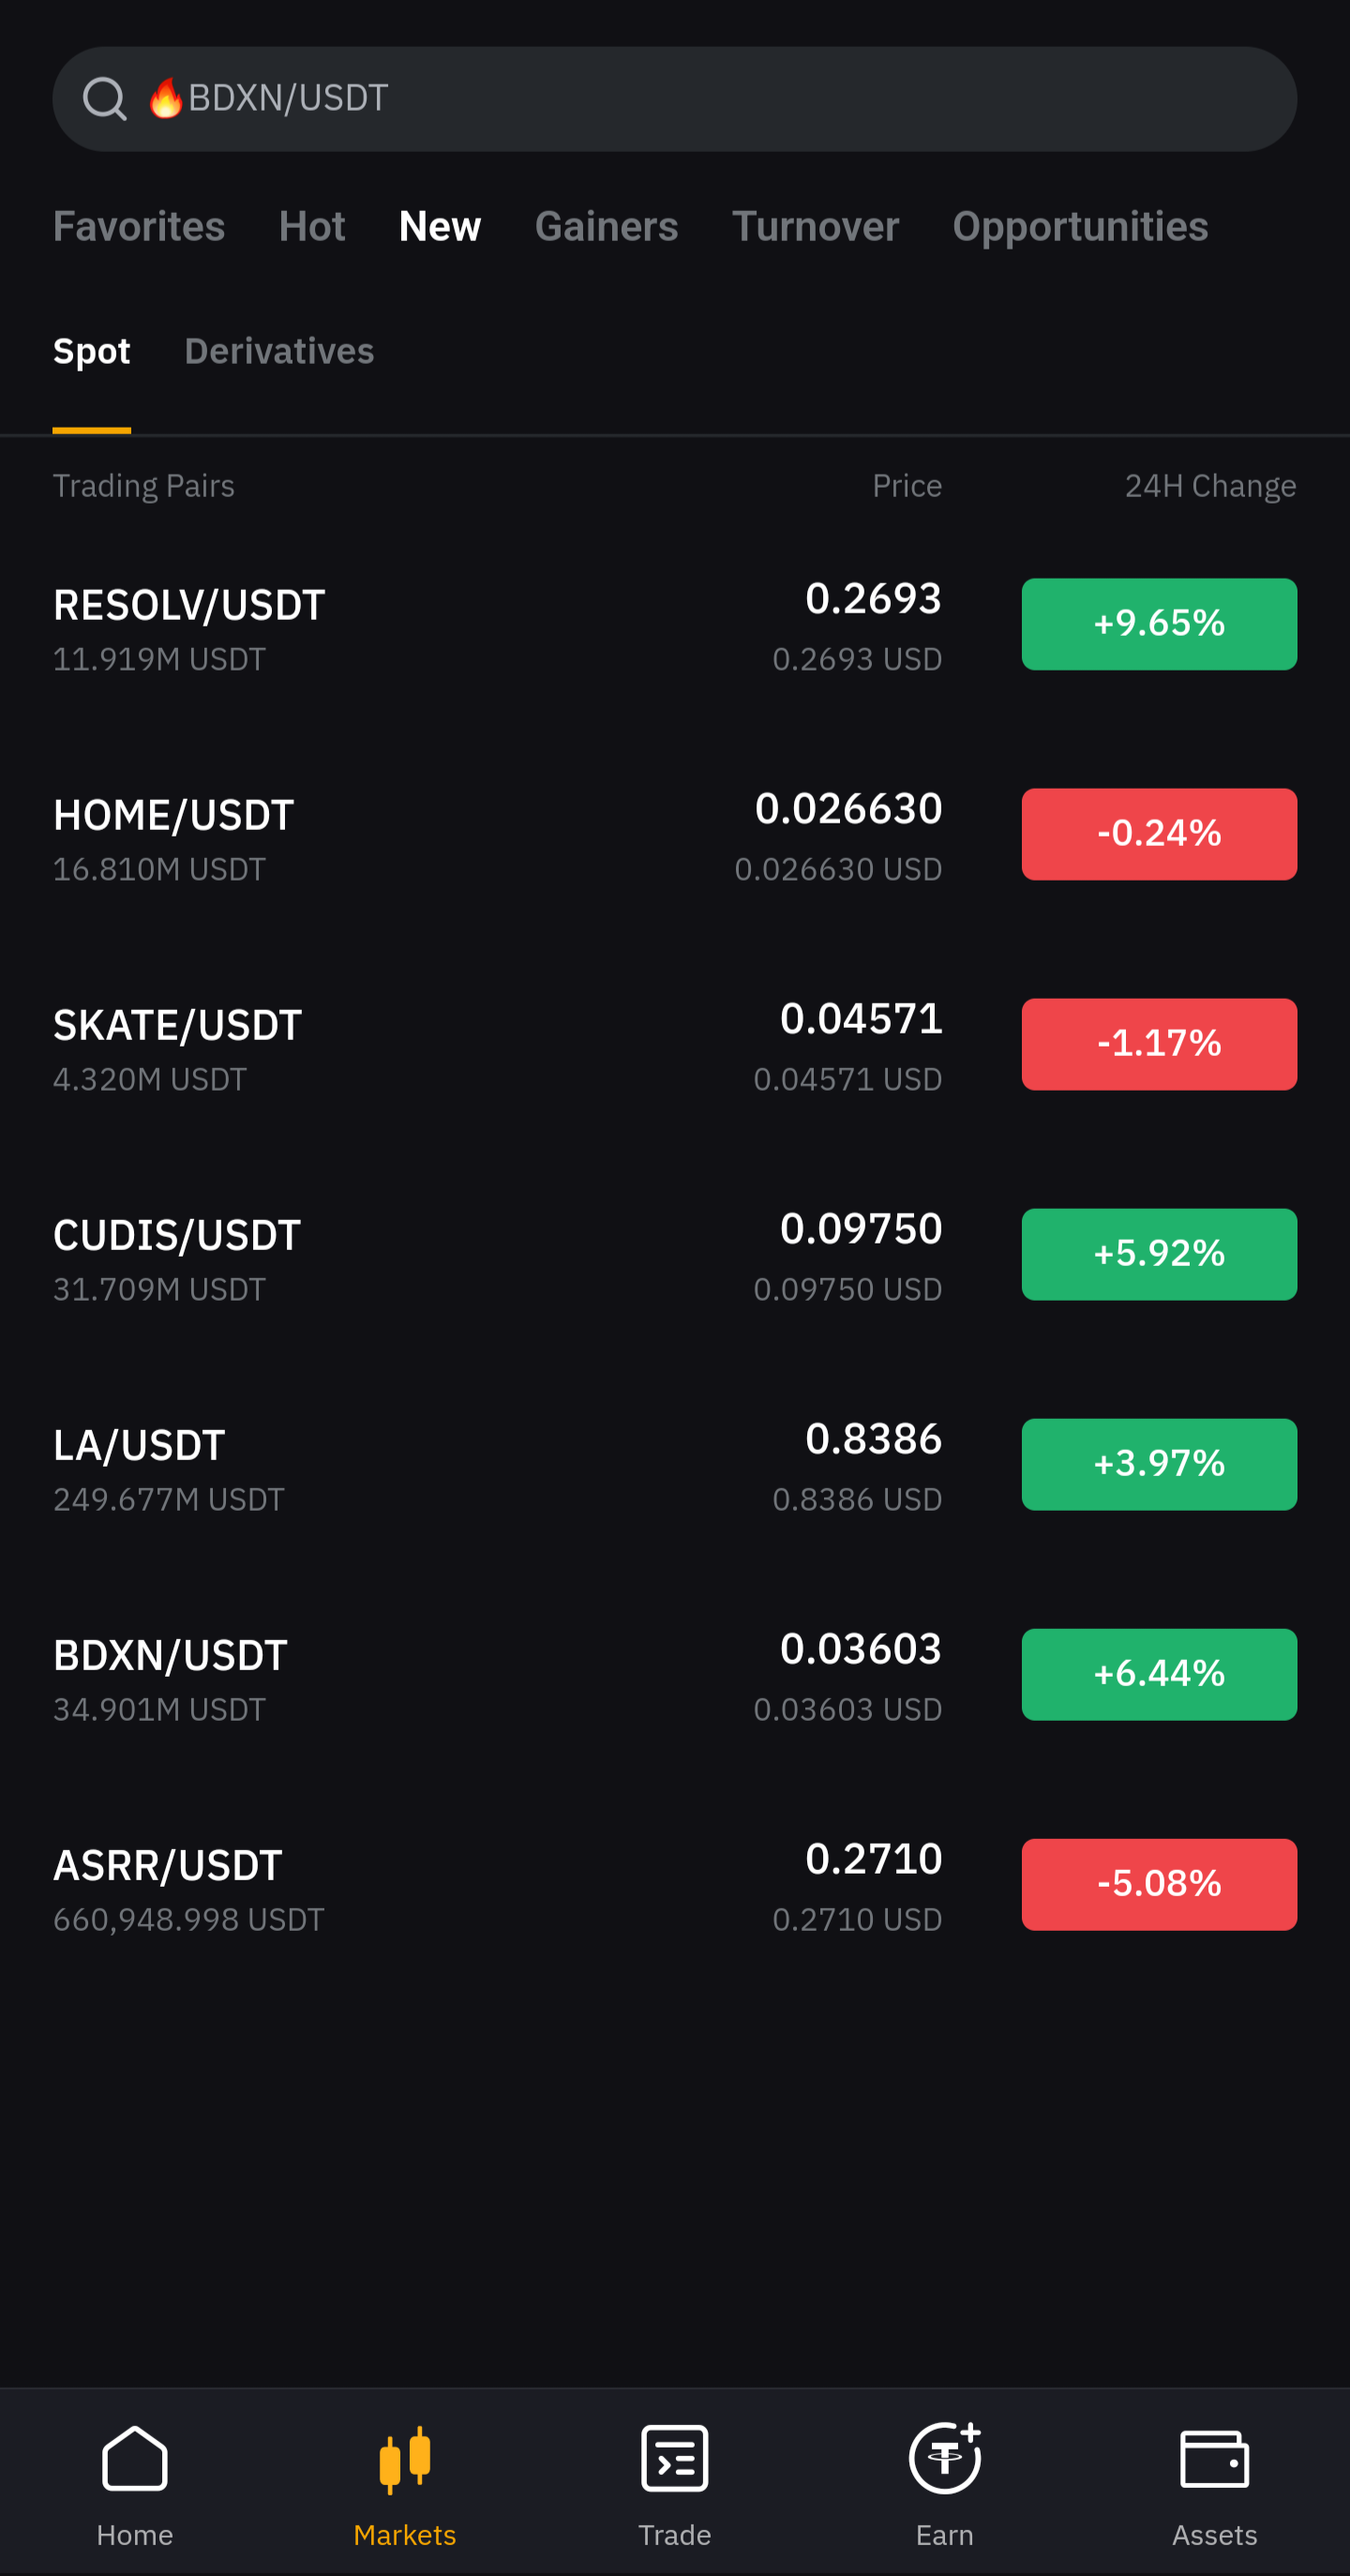 🔥BDXN/USDT
Favorites Hot New Gainers Turnover Opportunities
Spot Derivatives
Trading Pairs Price 24H Change
RESOLV/USDT 0.2693 +9.65%
11.919M USDT 0.2693 USD
HOME/USDT 0.026630 -0.24%
16.810M USDT 0.026630 USD
SKATE/USDT 0.04571 -1.17%
4.320M USDT 0.04571 USD
CUDIS/USDT 0.09750 +5.92%
31.709M USDT 0.09750 USD
LA/USDT 0.8386 +3.97%
249.677M USDT 0.8386 USD
BDXN/USDT 0.03603 +6.44%
34.901M USDT 0.03603 USD
ASRR/USDT 0.2710 -5.08%
660,948.998 USDT 0.2710 USD
Home Markets Trade Earn Assets